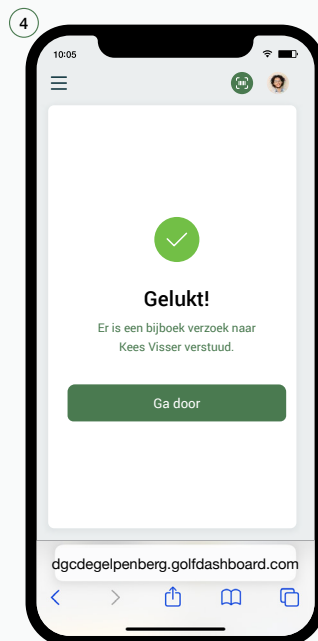 4
10:05
Gelukt!
Er is een bijboek verzoek naar
Kees Visser verstuud.
Ga door
dgcdegelpenberg.golfdashboard.com